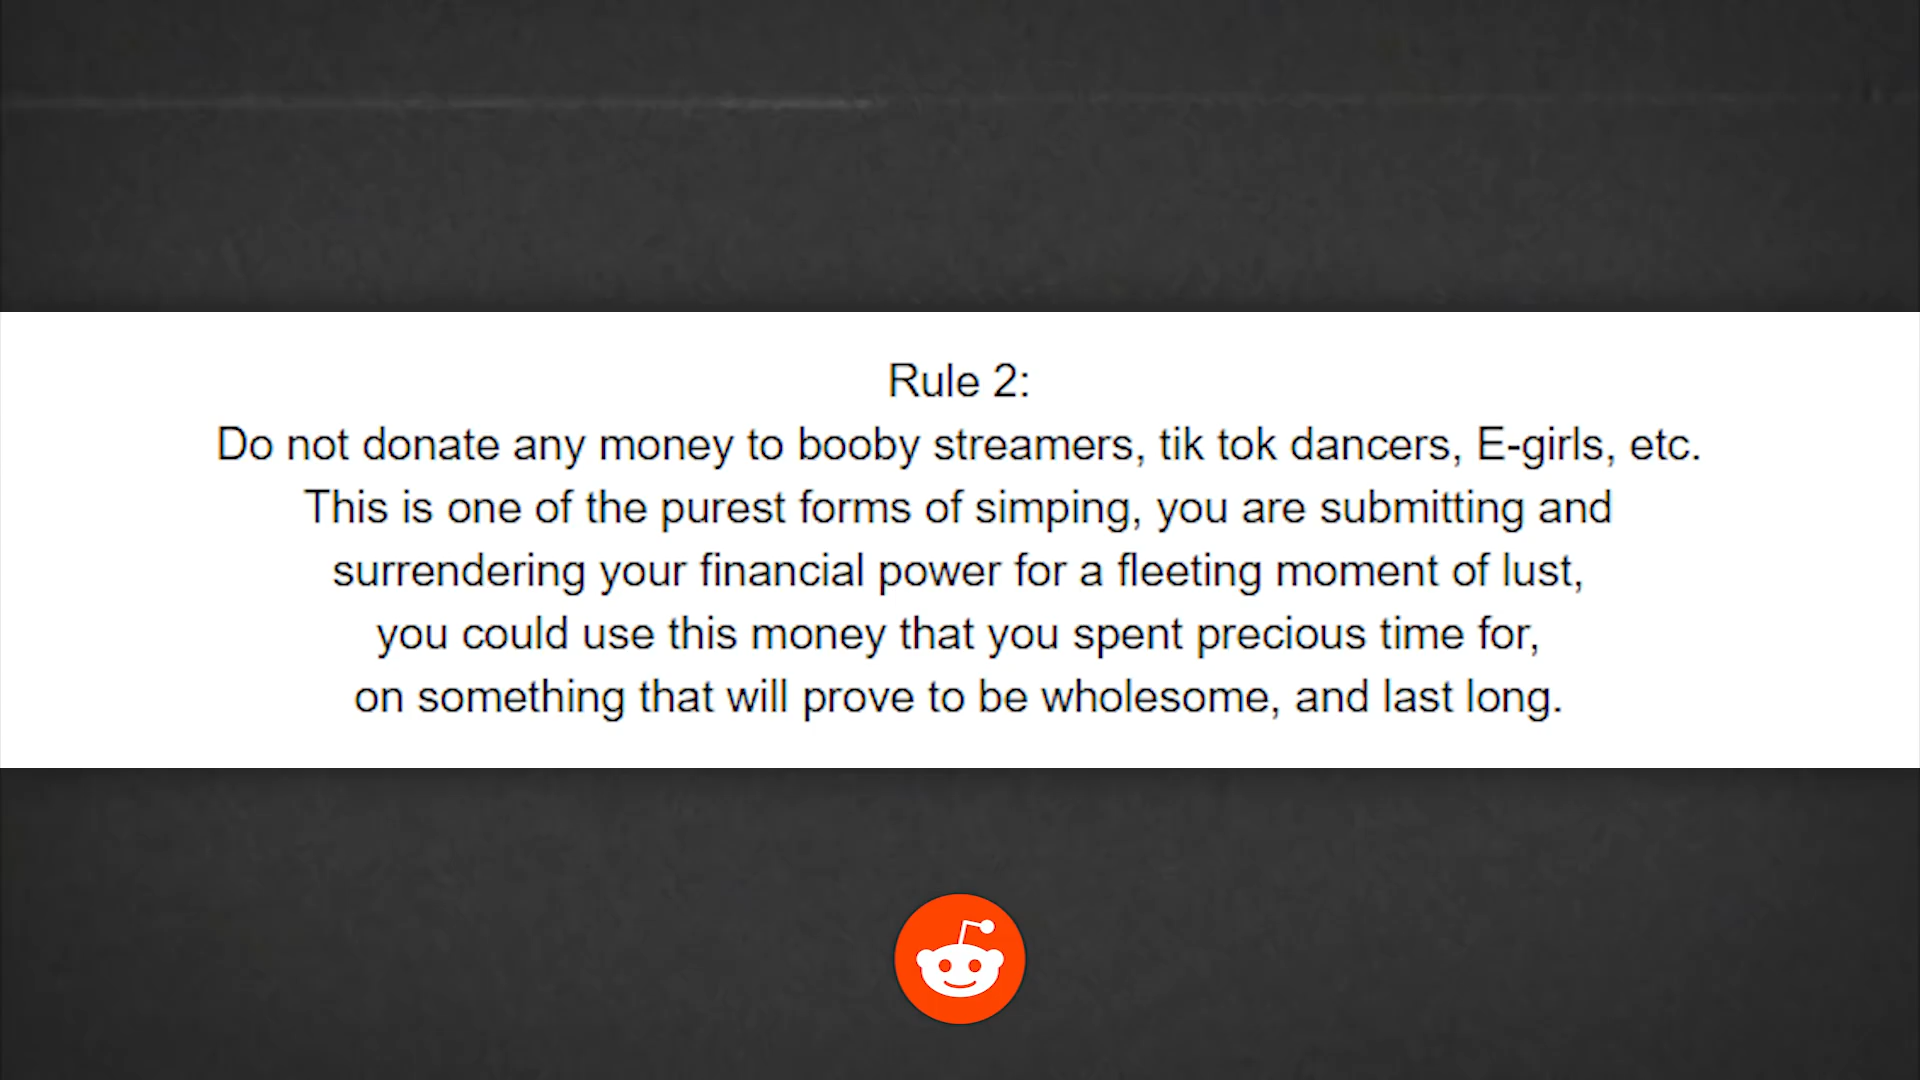 Rule 2:
Do not donate any money to booby streamers, tik tok dancers, E-girls, etc.
This is one of the purest forms of simping, you are submitting and
surrendering your financial power for a fleeting moment of lust,
you could use this money that you spent precious time for,
on something that will prove to be wholesome, and last long.